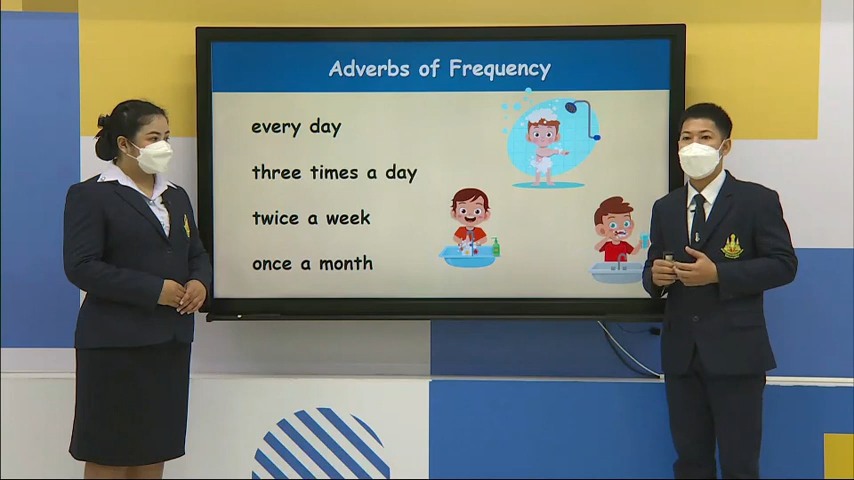 Adverbs of Frequency
every day
three times a day
twice a week
once a month